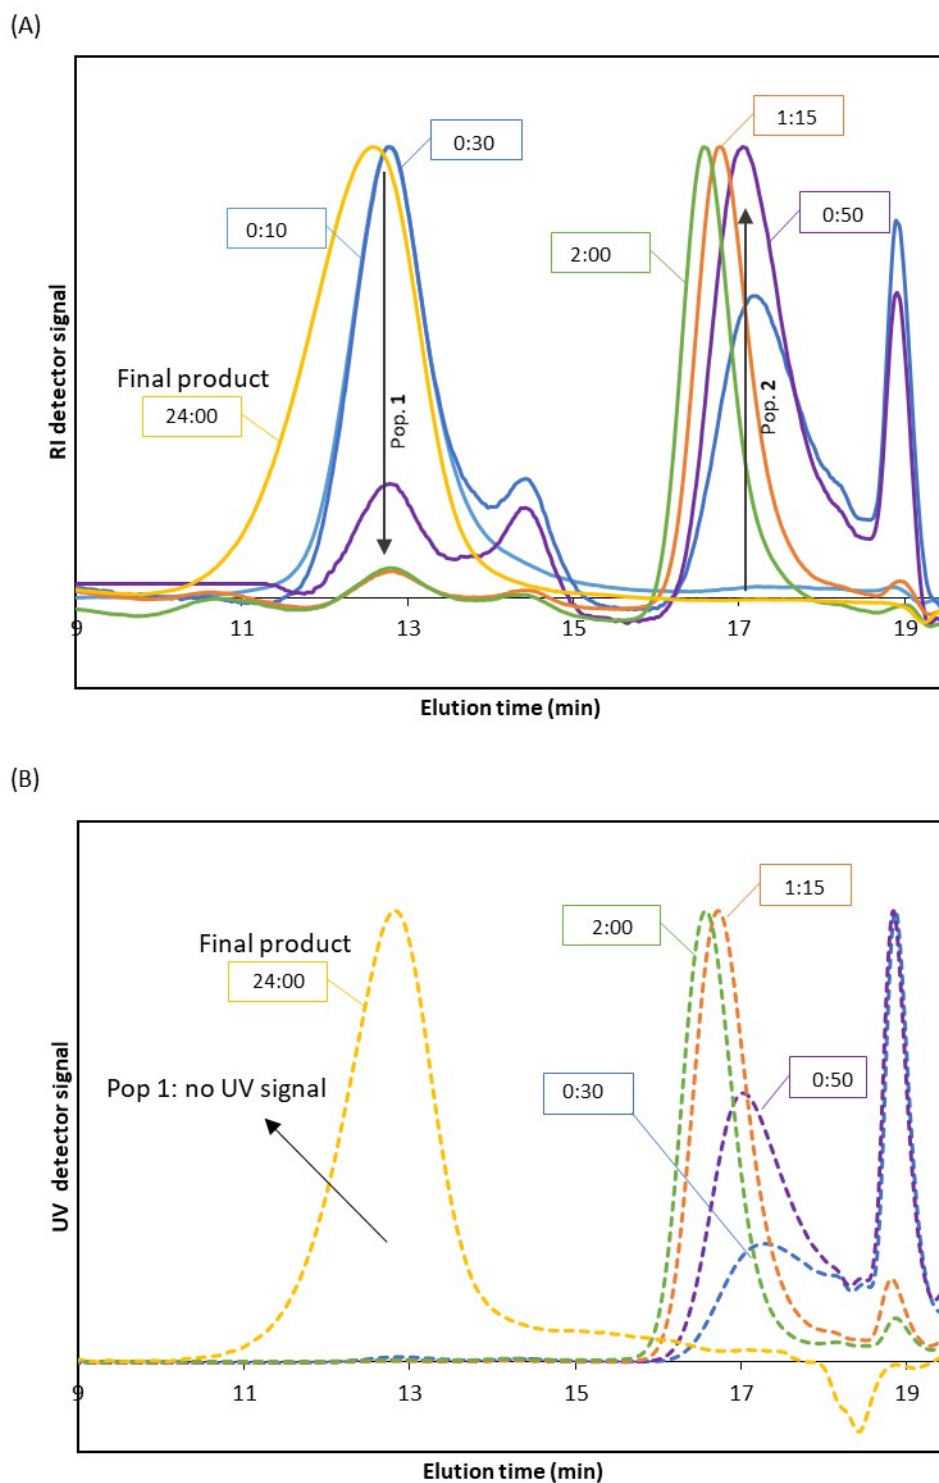 (A)
1:15
0:30
0:10
0:50
2:00
Final product
24:00
Pop. 1
Pop. 2
RI detector signal
9 11 13 15 17 19
Elution time (min)
(B)
1:15
2:00
Final product
24:00
Pop 1: no UV signal
0:30
0:50
UV detector signal
9 11 13 15 17 19
Elution time (min)